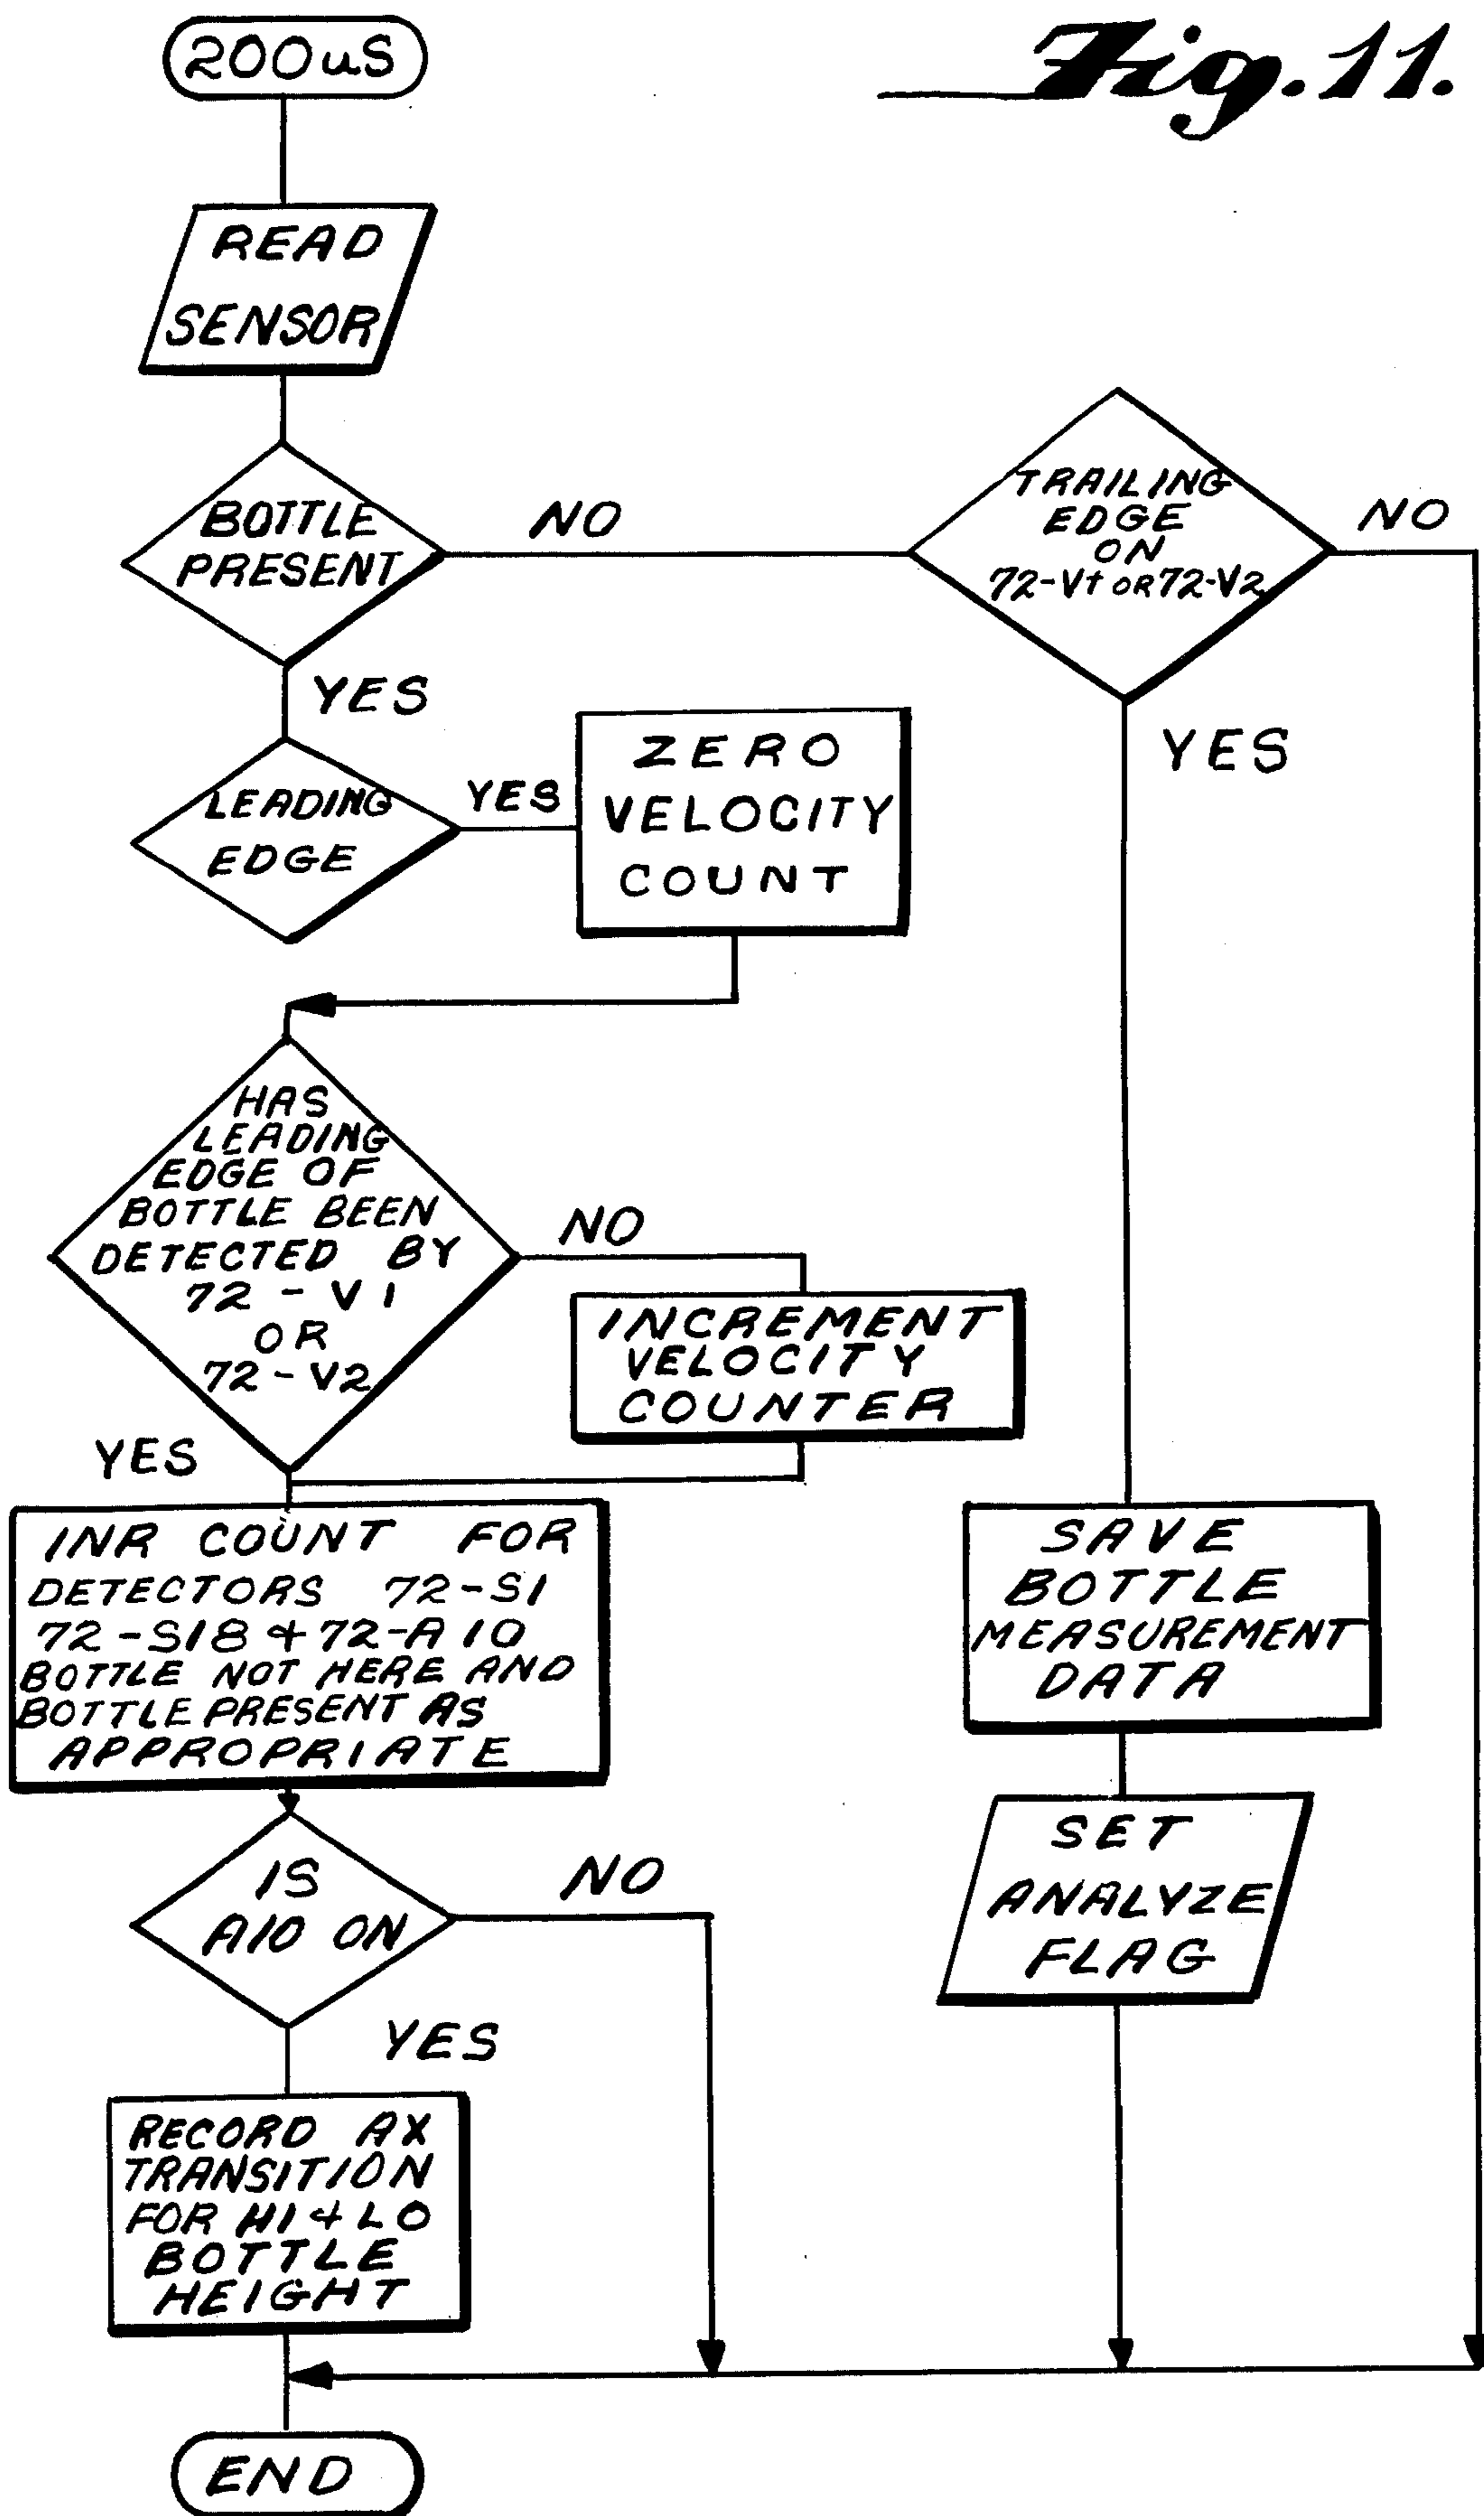 Fig. 11.
200uS
READ
SENSOR
BOTTLE
PRESENT
NO
YES
TRAILING
EDGE
ON
72-V1 OR 72-V2
NO
YES
LEADING
EDGE
YES
ZERO
VELOCITY
COUNT
HAS
LEADING
EDGE OF
BOTTLE BEEN
DETECTED BY
72-V1
OR
72-V2
NO
YES
INCREMENT
VELOCITY
COUNTER
INR COUNT FOR
DETECTORS 72-S1
72-S18 & 72-A10
BOTTLE NOT HERE AND
BOTTLE PRESENT AS
APPROPRIATE
SAVE
BOTTLE
MEASUREMENT
DATA
SET
ANALYZE
FLAG
IS
A10 ON
NO
YES
RECORD AX
TRANSITION
FOR HI & LO
BOTTLE
HEIGHT
END